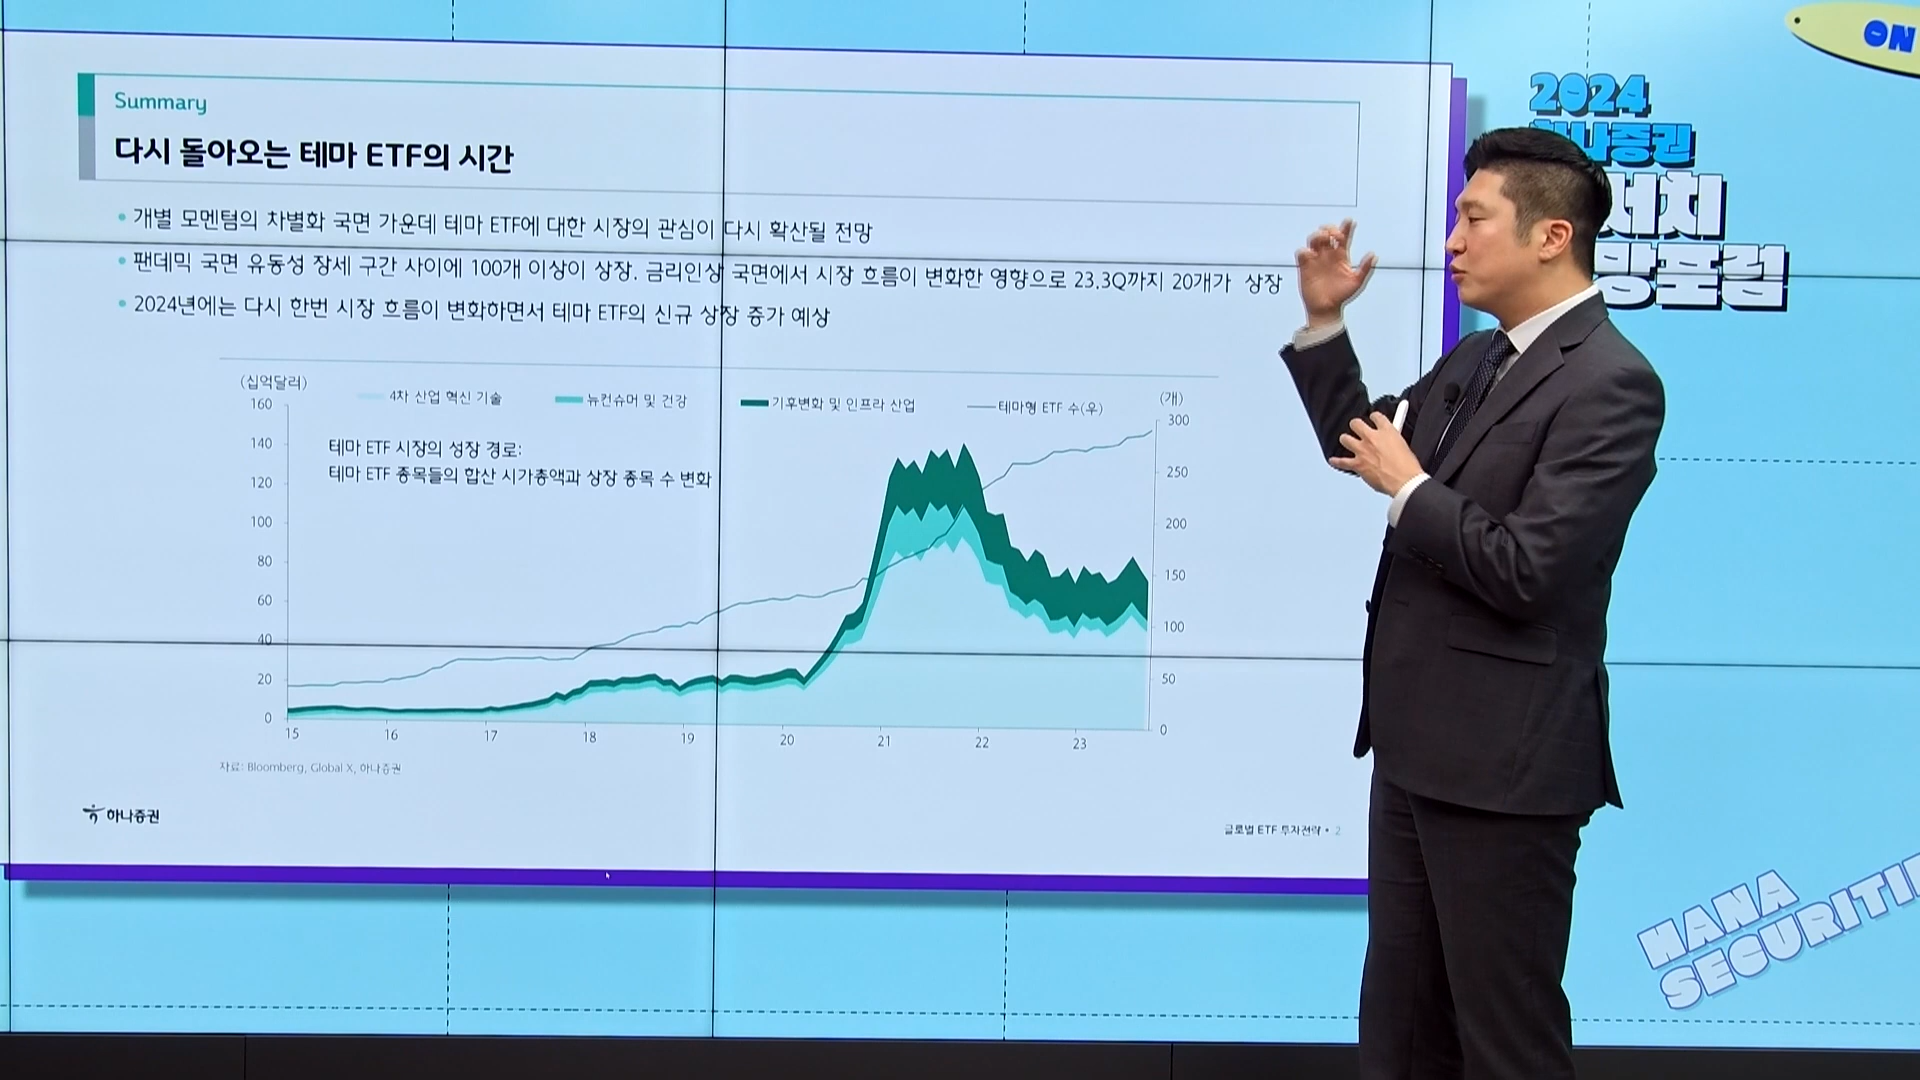 ON
2024
하나증권
HANA
SECURITIE
Summary
다시 돌아오는 테마 ETF의 시간
• 개별 모멘텀의 차별화 국면 가운데 테마 ETF에 대한 시장의 관심이 다시 확산될 전망
• 팬데믹 국면 유동성 장세 구간 사이에 100개 이상이 상장. 금리인상 국면에서 시장 흐름이 변화한 영향으로 23.3Q까지 20개가 상장
• 2024년에는 다시 한번 시장 흐름이 변화하면서 테마 ETF의 신규 상장 증가 예상
(십억달러)
(개)
4차 산업 혁신 기술
뉴컨슈머 및 건강
기후변화 및 인프라 산업
테마형 ETF 수(우)
테마 ETF 시장의 성장 경로:
테마 ETF 종목들의 합산 시가총액과 상장 종목 수 변화
160
140
120
100
80
60
40
20
0
300
250
200
150
100
50
0
15 16 17 18 19 20 21 22 23
자료: Bloomberg, Global X, 하나증권
하나증권
글로벌 ETF 투자전략 • 2